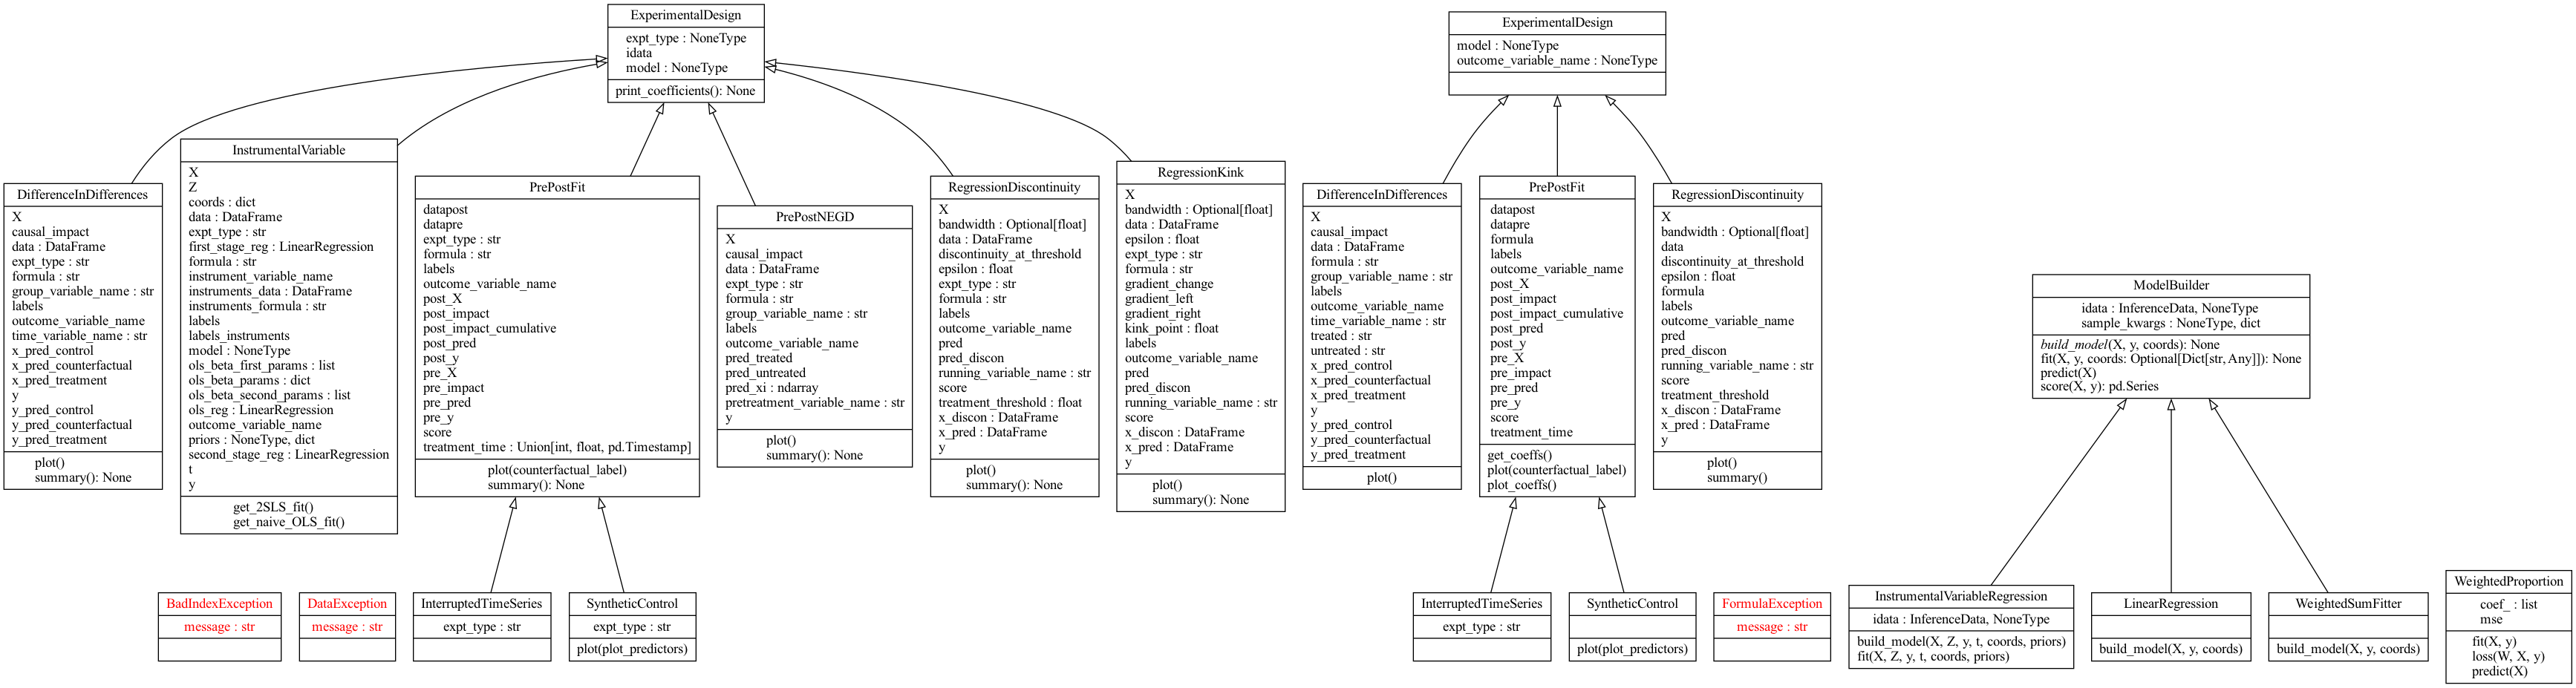 ExperimentalDesign
expt_type : NoneType
idata
model : NoneType
print_coefficients(): None
DifferenceInDifferences
X
causal_impact
data : DataFrame
expt_type : str
formula : str
group_variable_name : str
labels
outcome_variable_name
time_variable_name : str
x_pred_control
x_pred_counterfactual
x_pred_treatment
y
y_pred_control
y_pred_counterfactual
y_pred_treatment
plot()
summary(): None
InstrumentalVariable
X
Z
coords : dict
data : DataFrame
expt_type : str
first_stage_reg : LinearRegression
formula : str
instrument_variable_name
instruments_data : DataFrame
instruments_formula : str
labels
labels_instruments
model : NoneType
ols_beta_first_params : list
ols_beta_params : dict
ols_beta_second_params : list
ols_reg : LinearRegression
outcome_variable_name
priors : NoneType, dict
second_stage_reg : LinearRegression
t
y
get_2SLS_fit()
get_naive_OLS_fit()
PrePostFit
datapost
datapre
expt_type : str
formula : str
labels
outcome_variable_name
post_X
post_impact
post_impact_cumulative
post_pred
post_y
pre_X
pre_impact
pre_pred
pre_y
score
treatment_time : Union[int, float, pd.Timestamp]
plot(counterfactual_label)
summary(): None
PrePostNEGD
X
causal_impact
data : DataFrame
expt_type : str
formula : str
group_variable_name : str
labels
outcome_variable_name
pred_treated
pred_untreated
pred_xi : ndarray
pretreatment_variable_name : str
y
plot()
summary(): None
RegressionDiscontinuity
X
bandwidth : Optional[float]
data : DataFrame
discontinuity_at_threshold
epsilon : float
expt_type : str
formula : str
labels
outcome_variable_name
pred
pred_discon
running_variable_name : str
score
treatment_threshold : float
x_discon : DataFrame
x_pred : DataFrame
y
plot()
summary(): None
RegressionKink
X
bandwidth : Optional[float]
data : DataFrame
epsilon : float
expt_type : str
formula : str
gradient_change
gradient_left
gradient_right
kink_point : float
labels
outcome_variable_name
pred
pred_discon
running_variable_name : str
score
x_discon : DataFrame
x_pred : DataFrame
y
plot()
summary(): None
BadIndexException
message : str
DataException
message : str
InterruptedTimeSeries
expt_type : str
SyntheticControl
expt_type : str
plot(plot_predictors)
ExperimentalDesign
model : NoneType
outcome_variable_name : NoneType
DifferenceInDifferences
X
causal_impact
data : DataFrame
formula : str
group_variable_name : str
labels
outcome_variable_name
time_variable_name : str
treated : str
untreated : str
x_pred_control
x_pred_counterfactual
x_pred_treatment
y
y_pred_control
y_pred_counterfactual
y_pred_treatment
plot()
PrePostFit
datapost
datapre
formula
labels
outcome_variable_name
post_X
post_impact
post_impact_cumulative
post_pred
post_y
pre_X
pre_impact
pre_pred
pre_y
score
treatment_time
get_coeffs()
plot(counterfactual_label)
plot_coeffs()
RegressionDiscontinuity
X
bandwidth : Optional[float]
data
discontinuity_at_threshold
epsilon : float
formula
labels
outcome_variable_name
pred
pred_discon
running_variable_name : str
score
treatment_threshold
x_discon : DataFrame
x_pred : DataFrame
y
plot()
summary()
InterruptedTimeSeries
expt_type : str
SyntheticControl
plot(plot_predictors)
FormulaException
message : str
ModelBuilder
idata : InferenceData, NoneType
sample_kwargs : NoneType, dict
build_model(X, y, coords): None
fit(X, y, coords: Optional[Dict[str, Any]]): None
predict(X)
score(X, y): pd.Series
InstrumentalVariableRegression
idata : InferenceData, NoneType
build_model(X, Z, y, t, coords, priors)
fit(X, Z, y, t, coords, priors)
LinearRegression
build_model(X, y, coords)
WeightedSumFitter
build_model(X, y, coords)
WeightedProportion
coef_ : list
mse
fit(X, y)
loss(W, X, y)
predict(X)